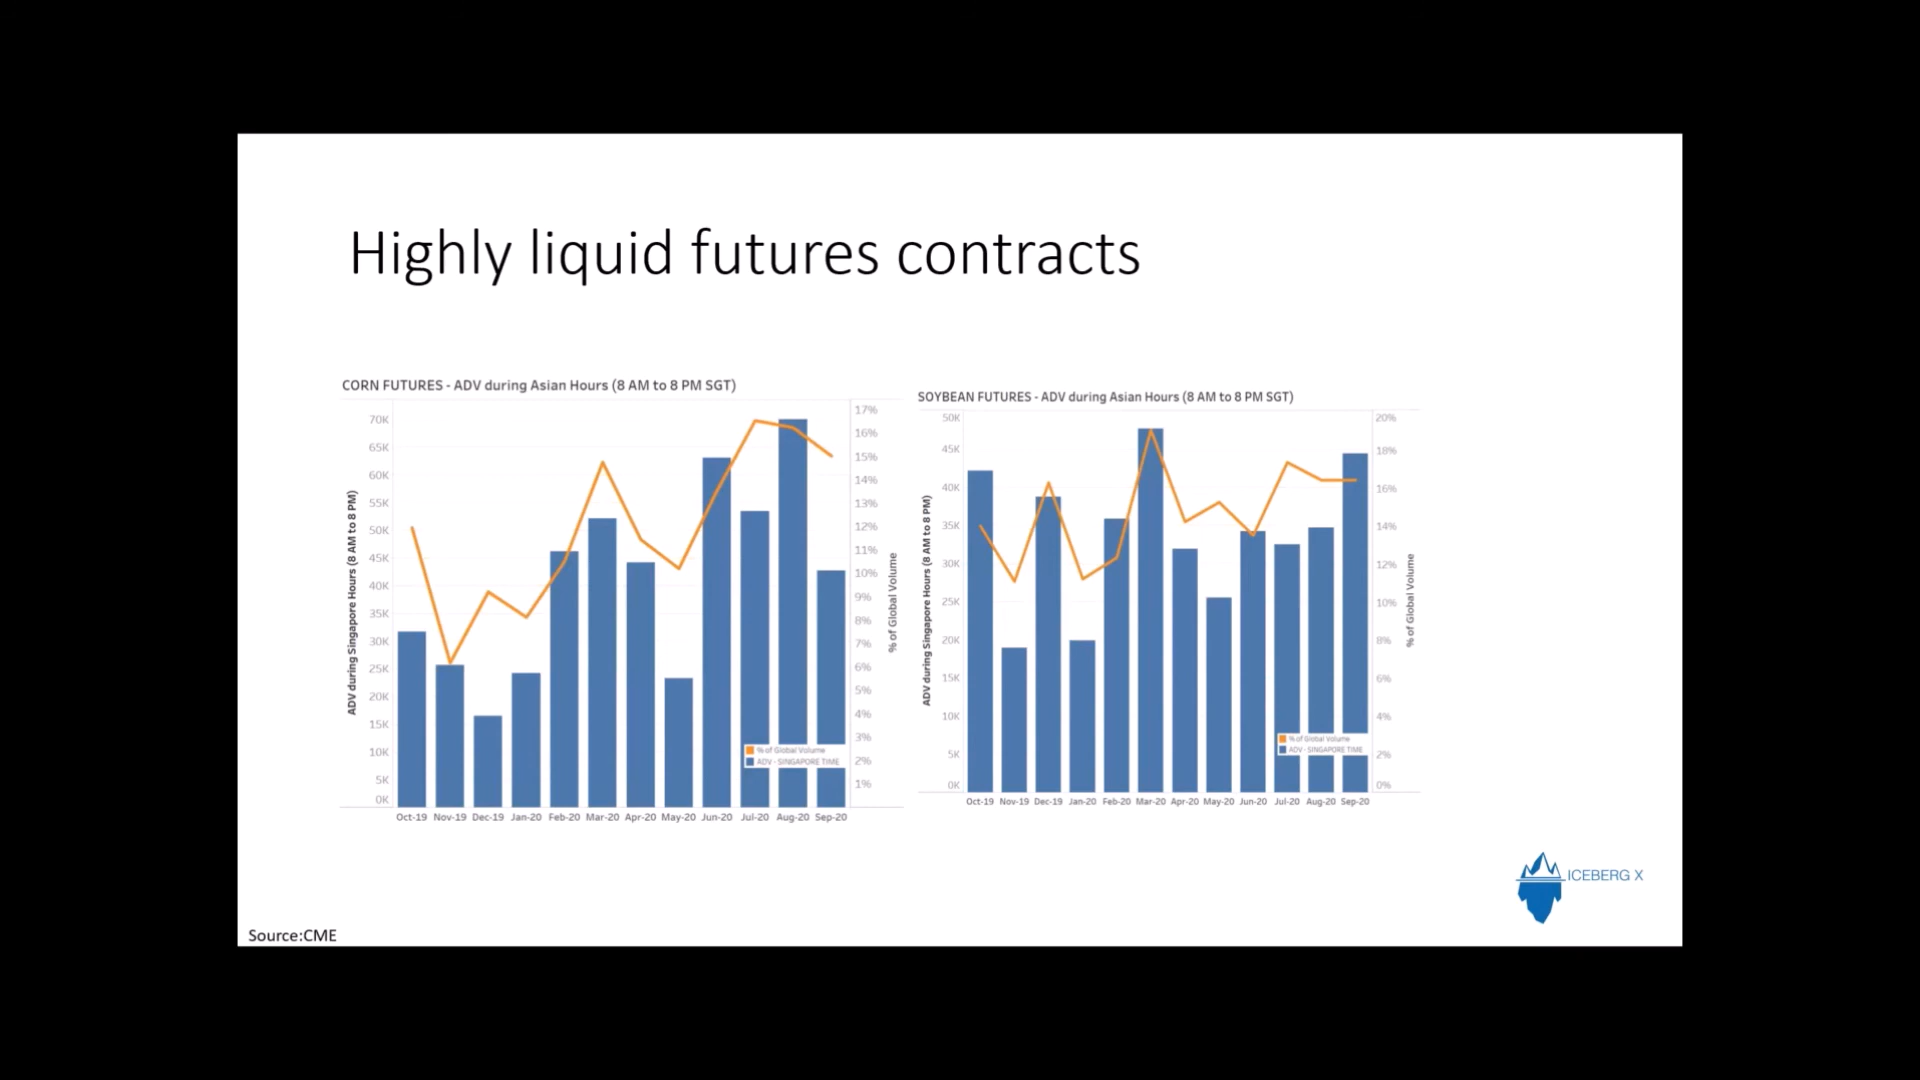 Highly liquid futures contracts
CORN FUTURES - ADV during Asian Hours (8 AM to 8 PM SGT)
ADV during Singapore Hours (8 AM to 8 PM)
70K
65K
60K
55K
50K
45K
40K
35K
30K
25K
20K
15K
10K
5K
0K
17%
16%
15%
14%
13%
12%
11%
10%
9%
8%
7%
6%
5%
4%
3%
2%
1%
% of Global Volume
% of Global Volume
ADV - SINGAPORE TIME
Oct-19 Nov-19 Dec-19 Jan-20 Feb-20 Mar-20 Apr-20 May-20 Jun-20 Jul-20 Aug-20 Sep-20
SOYBEAN FUTURES - ADV during Asian Hours (8 AM to 8 PM SGT)
ADV during Singapore Hours (8 AM to 8 PM)
50K
45K
40K
35K
30K
25K
20K
15K
10K
5K
0K
20%
18%
16%
14%
12%
10%
8%
6%
4%
2%
0%
% of Global Volume
% of Global Volume
ADV - SINGAPORE TIME
Oct-19 Nov-19 Dec-19 Jan-20 Feb-20 Mar-20 Apr-20 May-20 Jun-20 Jul-20 Aug-20 Sep-20
ICEBERG X
Source:CME